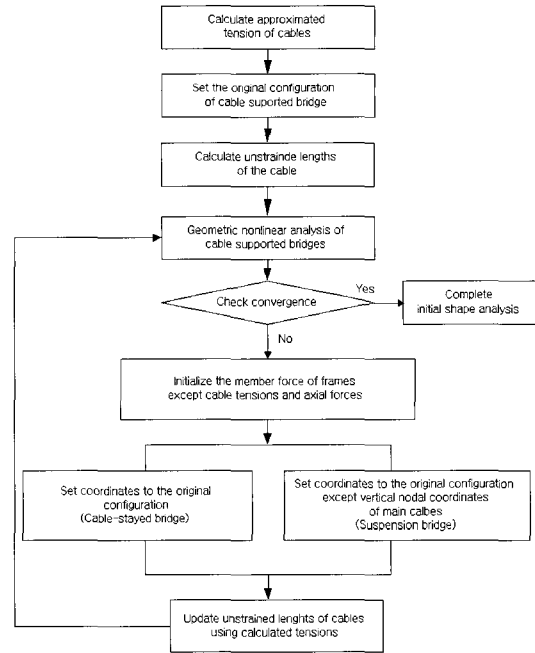 Calculate approximated
tension of cables
Set the original configuration
of cable suported bridge
Calculate unstrainde lengths
of the cable
Geometric nonlinear analysis of
cable supported bridges
Check convergence
Yes
Complete
initial shape analysis
No
Initialize the member force of frames
except cable tensions and axial forces
Set coordinates to the original
configuration
(Cable-stayed bridge)
Set coordinates to the original configuration
except vertical nodal coordinates
of main calbes
(Suspension bridge)
Update unstrained lenghts of cables
using calculated tensions